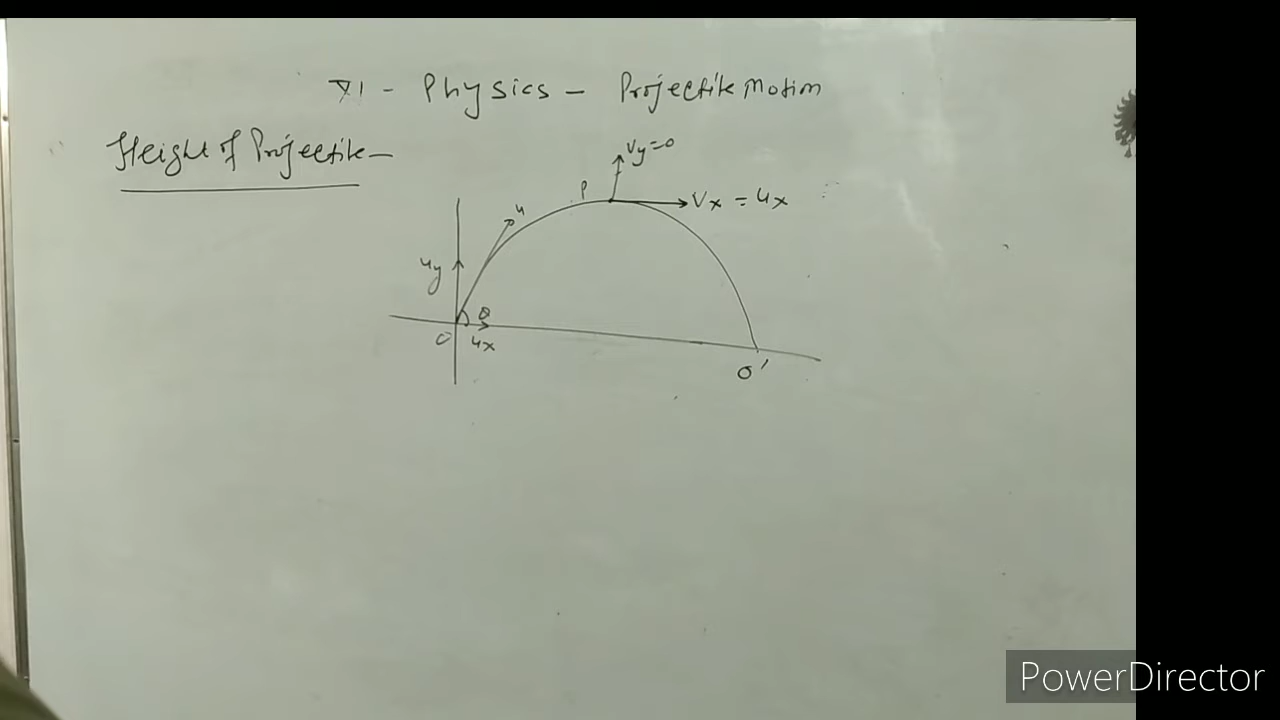 XI - Physics - Projectile Motion
Height of Projectile -
Vy=0
P
Vx = ux
u
uy
θ
O
ux
O'
PowerDirector